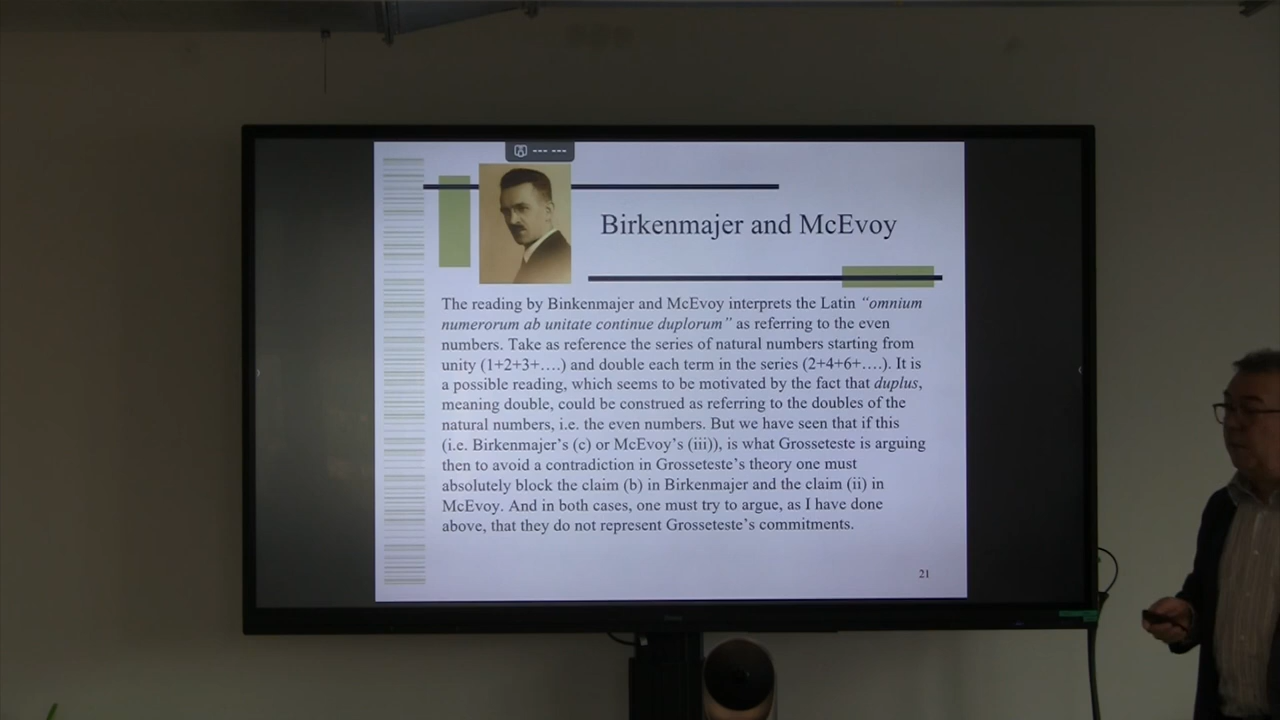 Birkenmajer and McEvoy
The reading by Binkenmajer and McEvoy interprets the Latin “omnium
numerorum ab unitate continue duplorum” as referring to the even
numbers. Take as reference the series of natural numbers starting from
unity (1+2+3+….) and double each term in the series (2+4+6+….). It is
a possible reading, which seems to be motivated by the fact that duplus,
meaning double, could be construed as referring to the doubles of the
natural numbers, i.e. the even numbers. But we have seen that if this
(i.e. Birkenmajer’s (c) or McEvoy’s (iii)), is what Grosseteste is arguing
then to avoid a contradiction in Grosseteste’s theory one must
absolutely block the claim (b) in Birkenmajer and the claim (ii) in
McEvoy. And in both cases, one must try to argue, as I have done
above, that they do not represent Grosseteste’s commitments.
21